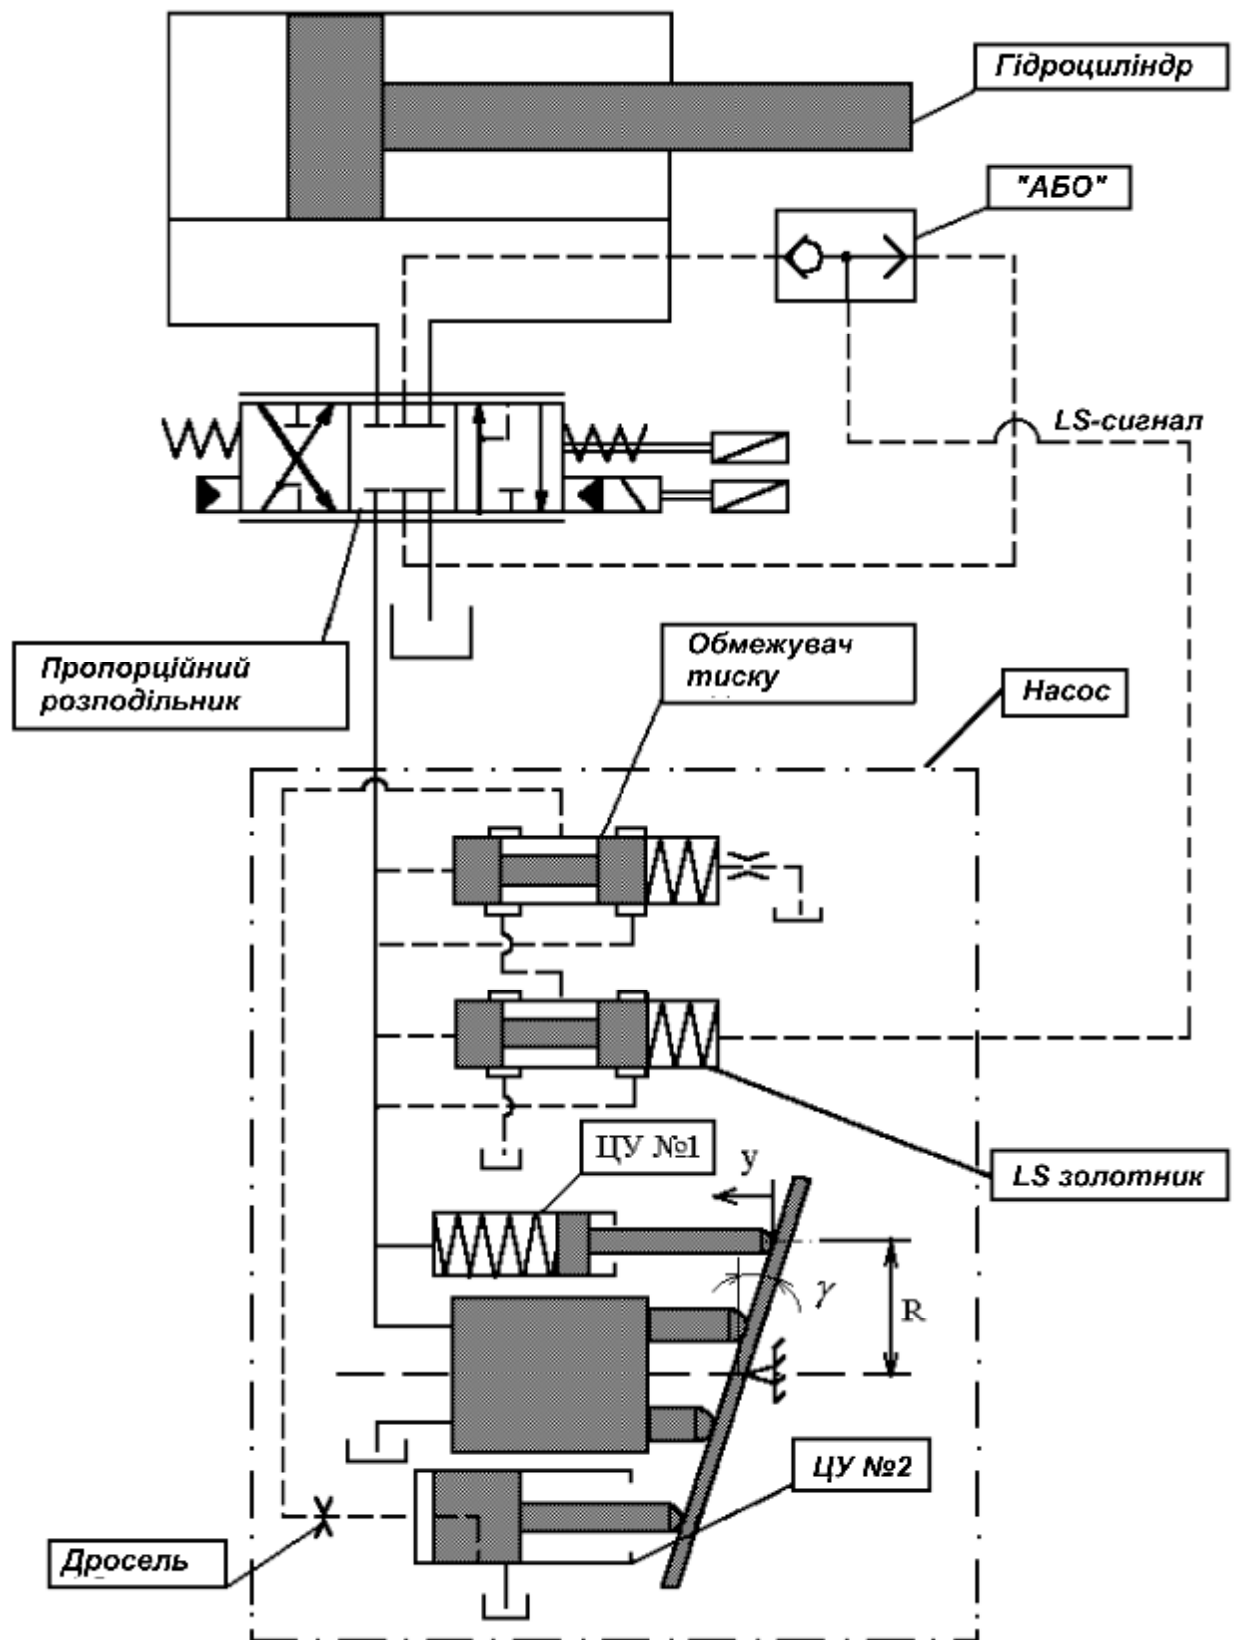 Гідроциліндр
"АБО"
LS-сигнал
Пропорційний
розподільник
Обмежувач
тиску
Насос
ЦУ №1
y
LS золотник
γ
R
ЦУ №2
Дросель